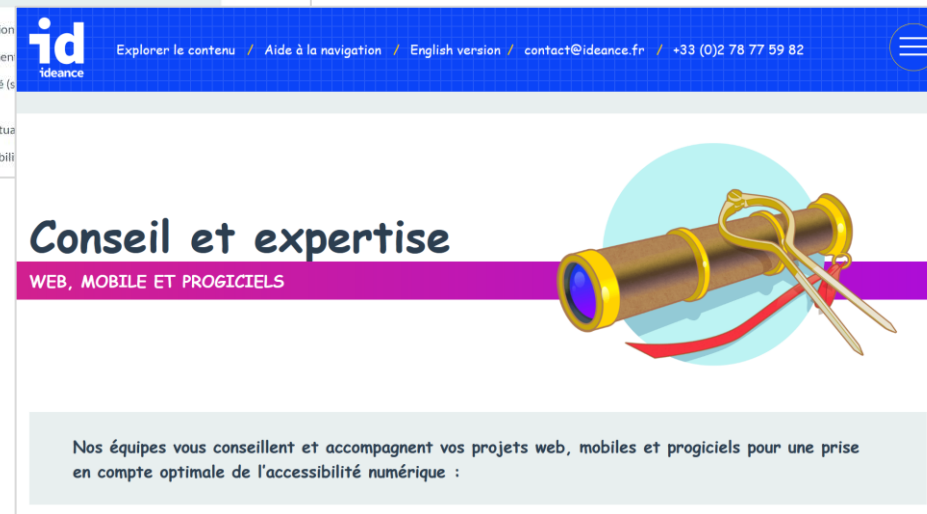 id
ideance
Explorer le contenu / Aide à la navigation / English version / contact@ideance.fr / +33 (0)2 78 77 59 82
Conseil et expertise
WEB, MOBILE ET PROGICIELS
Nos équipes vous conseillent et accompagnent vos projets web, mobiles et progiciels pour une prise
en compte optimale de l'accessibilité numérique :